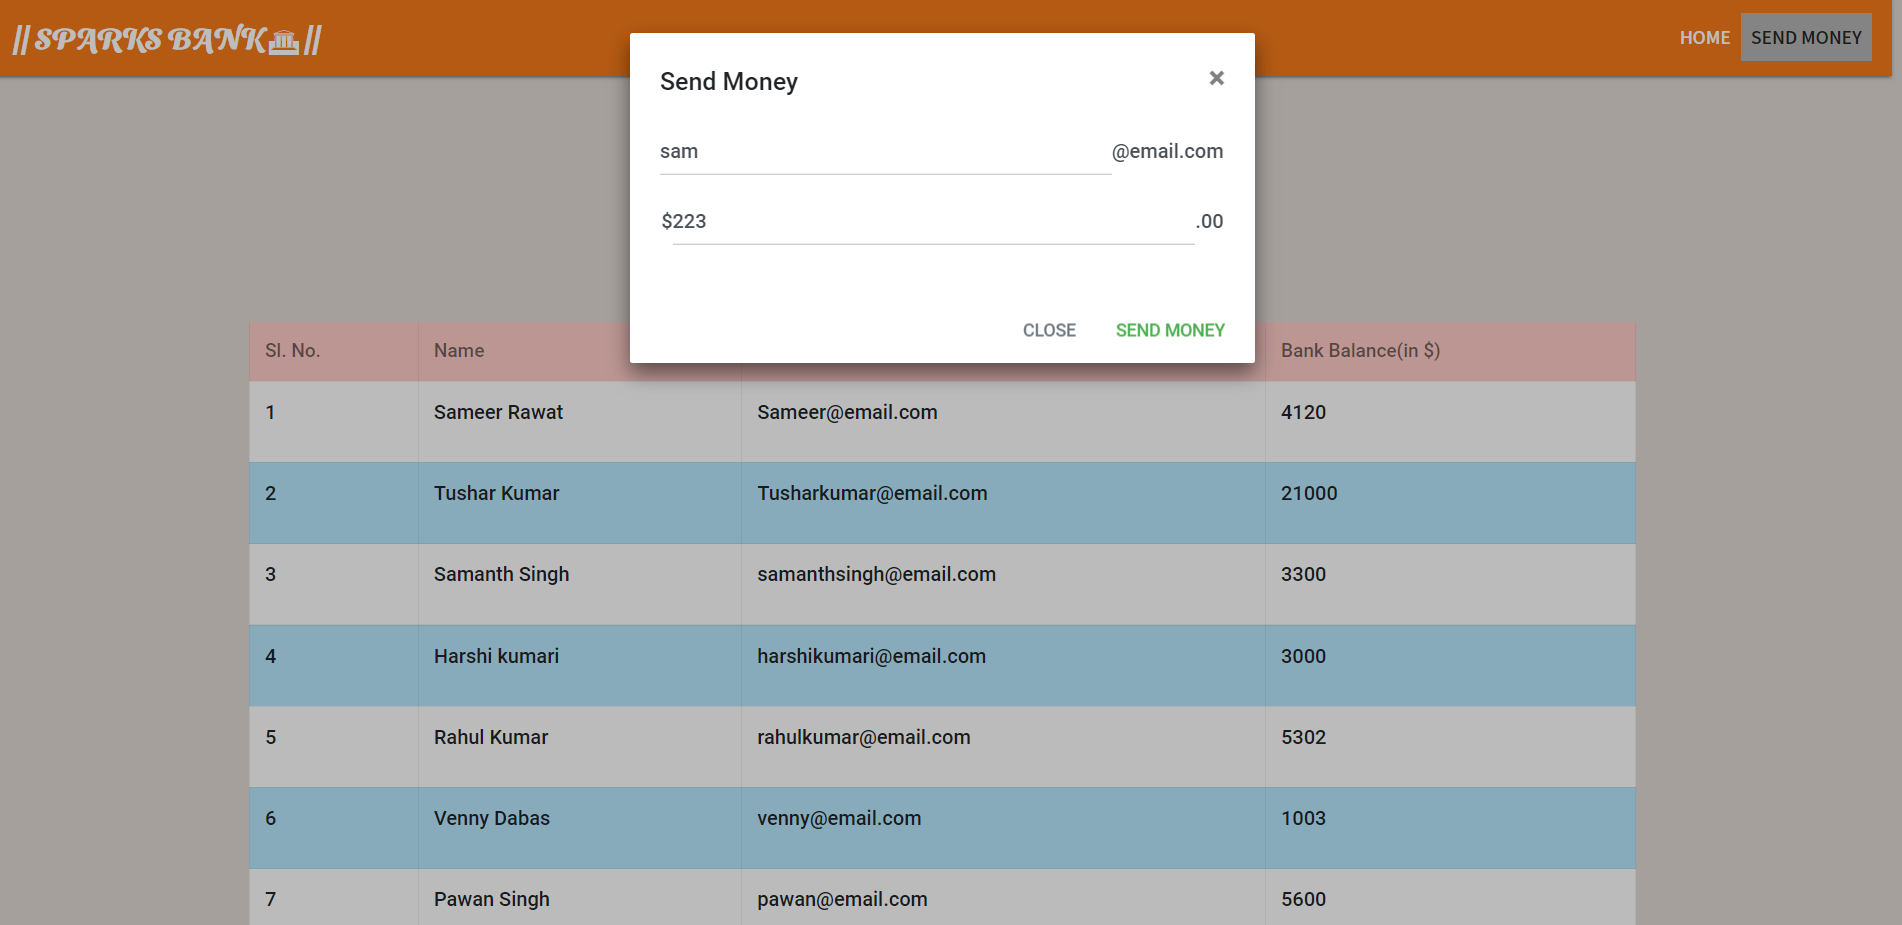 // SPARKS BANK //
HOME SEND MONEY
Send Money ×
sam @email.com
$223 .00
CLOSE SEND MONEY
Sl. No. Name Bank Balance(in $)
1 Sameer Rawat Sameer@email.com 4120
2 Tushar Kumar Tusharkumar@email.com 21000
3 Samanth Singh samanthsingh@email.com 3300
4 Harshi kumari harshikumari@email.com 3000
5 Rahul Kumar rahulkumar@email.com 5302
6 Venny Dabas venny@email.com 1003
7 Pawan Singh pawan@email.com 5600